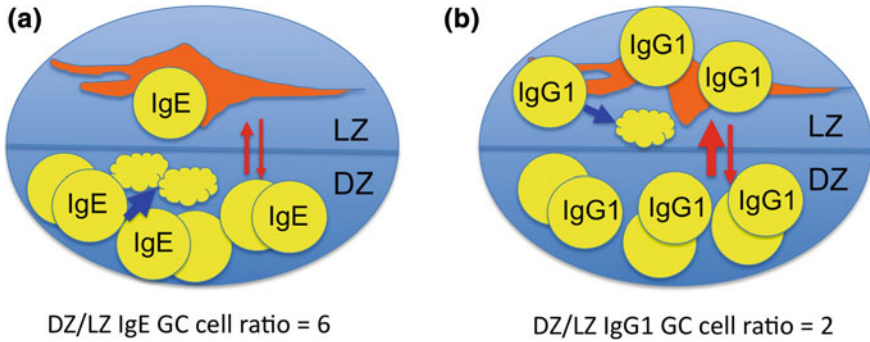 (a)
IgE
LZ
DZ
IgE
IgE
IgE
DZ/LZ IgE GC cell ratio = 6
(b)
IgG1
IgG1
IgG1
LZ
DZ
IgG1
IgG1
IgG1
DZ/LZ IgG1 GC cell ratio = 2